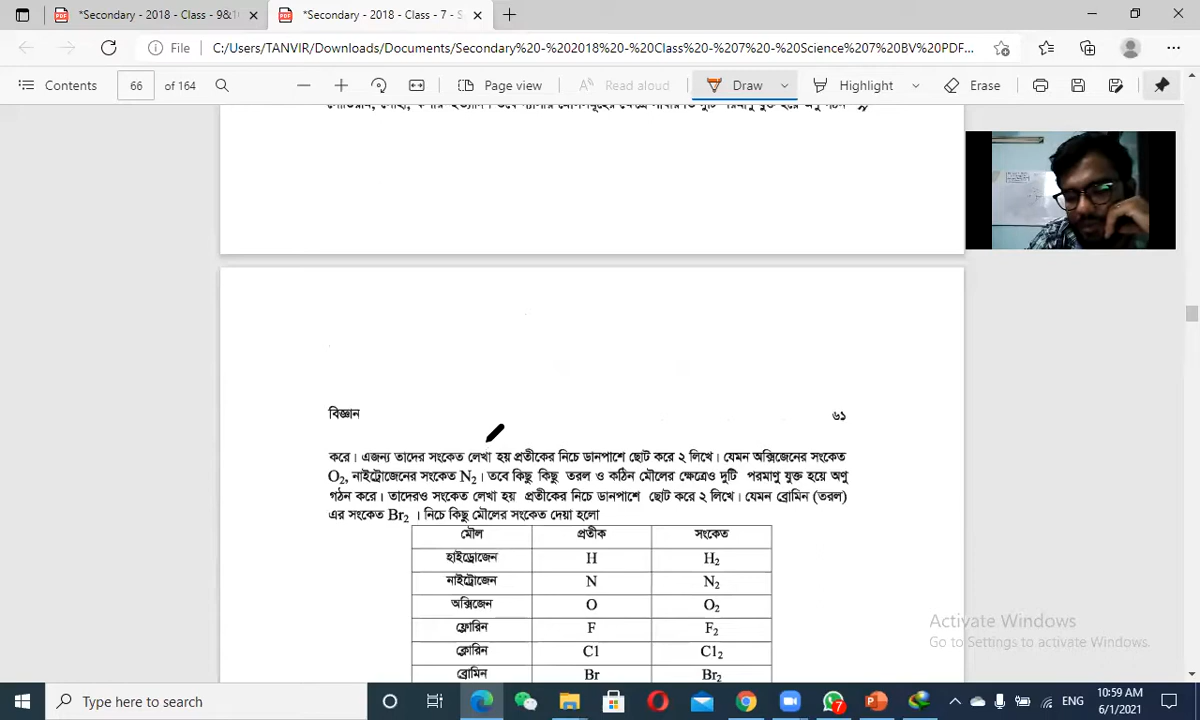 *Secondary - 2018 - Class - 9&1
*Secondary - 2018 - Class - 7 - S
File
C:/Users/TANVIR/Downloads/Documents/Secondary%20-%202018%20-%20Class%20-%207%20-%20Science%207%20BV%20PDF...
Contents
66
of 164
Page view
Read aloud
Draw
Highlight
Erase
বিজ্ঞান
৬১
করে। এজন্য তাদের সংকেত লেখা হয় প্রতীকের নিচে ডানপাশে ছোট করে ২ লিখে। যেমন অক্সিজেনের সংকেত
O2, নাইট্রোজেনের সংকেত N2। তবে কিছু কিছু তরল ও কঠিন মৌলের ক্ষেত্রেও দুটি পরমাণু যুক্ত হয়ে অণু
গঠন করে। তাদেরও সংকেত লেখা হয় প্রতীকের নিচে ডানপাশে ছোট করে ২ লিখে। যেমন ব্রোমিন (তরল)
এর সংকেত Br2 । নিচে কিছু মৌলের সংকেত দেয়া হলো
মৌল প্রতীক সংকেত
হাইড্রোজেন H H2
নাইট্রোজেন N N2
অক্সিজেন O O2
ফ্লোরিন F F2
ক্লোরিন Cl Cl2
ব্রোমিন Br Br2
Activate Windows
Go to Settings to activate Windows.
Type here to search
7
ENG
10:59 AM
6/1/2021